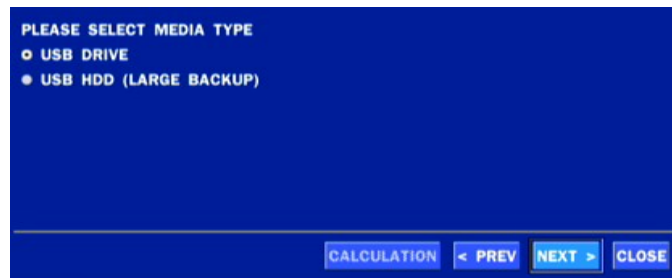 PLEASE SELECT MEDIA TYPE
USB DRIVE
USB HDD (LARGE BACKUP)
CALCULATION < PREV NEXT > CLOSE